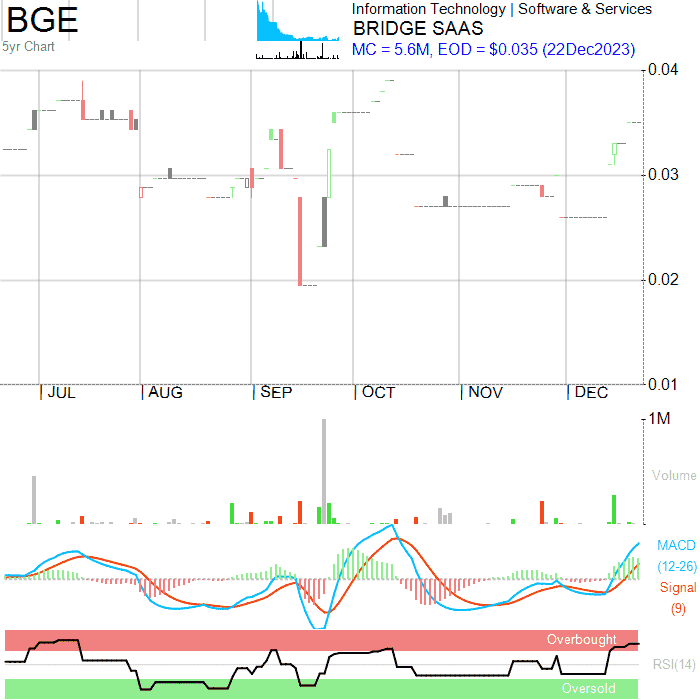 BGE
5yr Chart
Information Technology | Software & Services
BRIDGE SAAS
MC = 5.6M, EOD = $0.035 (22Dec2023)
0.04
0.03
0.02
0.01
| JUL | AUG | SEP | OCT | NOV | DEC
1M
Volume
MACD
(12-26)
Signal
(9)
Overbought
RSI(14)
Oversold